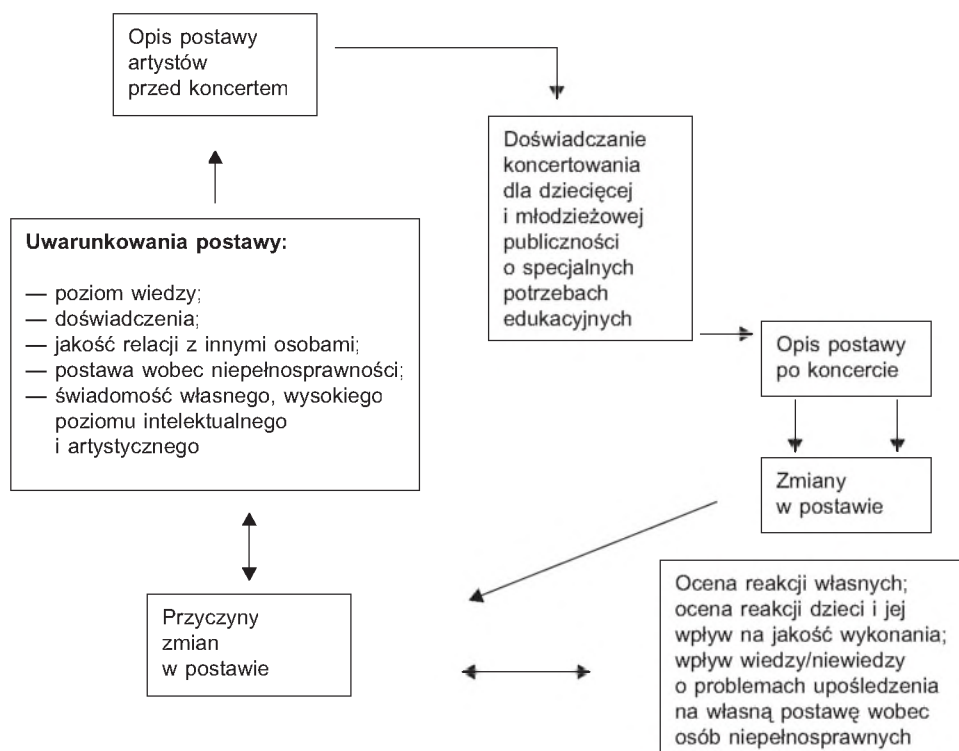 Opis postawy
artystów
przed koncertem
Doświadczanie
koncertowania
dla dziecięcej
i młodzieżowej
publiczności
o specjalnych
potrzebach
edukacyjnych
Uwarunkowania postawy:
— poziom wiedzy;
— doświadczenia;
— jakość relacji z innymi osobami;
— postawa wobec niepełnosprawności;
— świadomość własnego, wysokiego
poziomu intelektualnego
i artystycznego
Opis postawy
po koncercie
Zmiany
w postawie
Przyczyny
zmian
w postawie
Ocena reakcji własnych;
ocena reakcji dzieci i jej
wpływ na jakość wykonania;
wpływ wiedzy/niewiedzy
o problemach upośledzenia
na własną postawę wobec
osób niepełnosprawnych